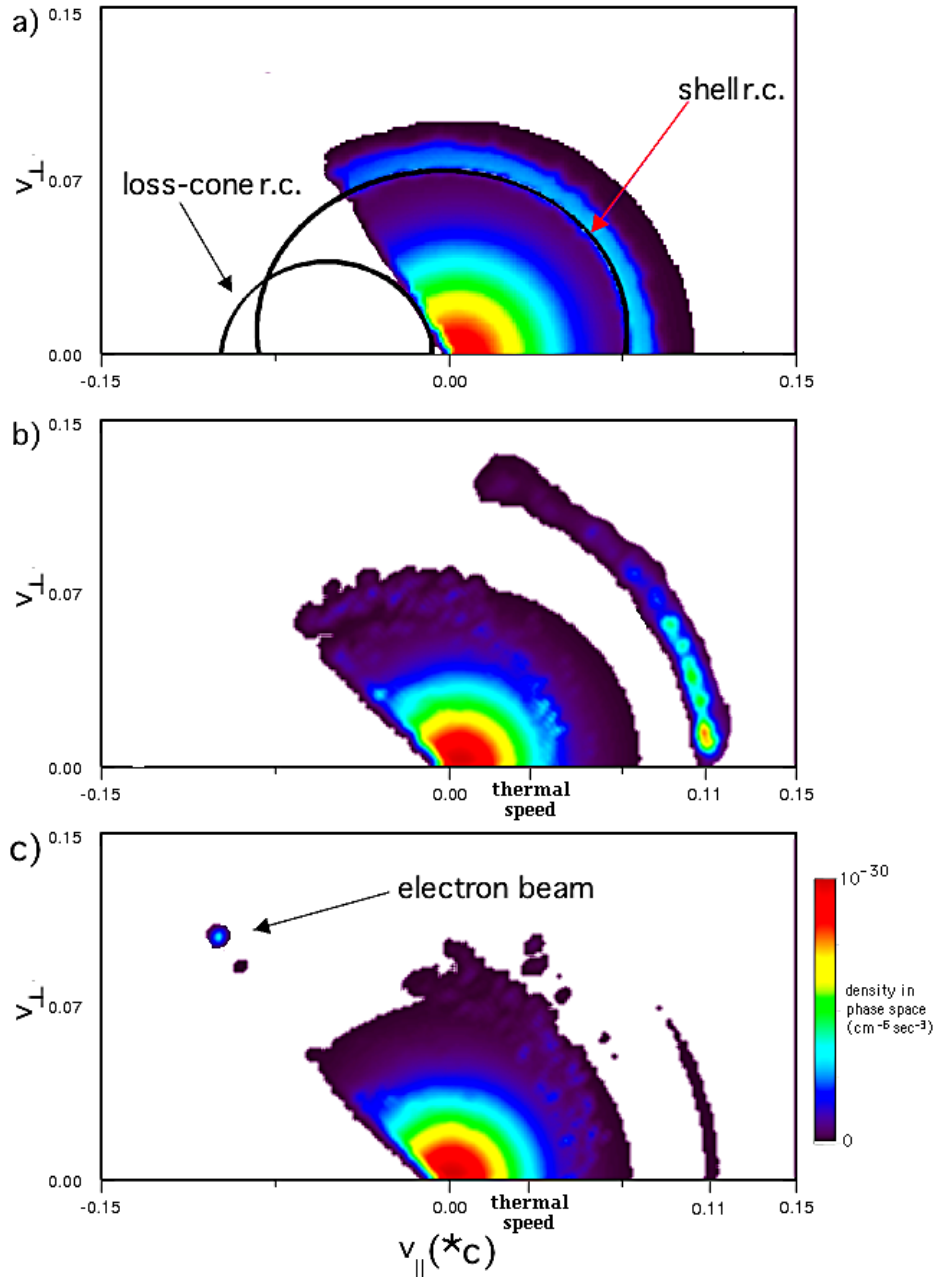 a)
0.15
shell r.c.
0.07
V⊥
loss-cone r.c.
0.00
-0.15
0.00
0.15
b)
0.15
0.07
V⊥
0.00
-0.15
0.00
thermal
speed
0.11
0.15
c)
0.15
electron beam
10⁻³⁰
0.07
V⊥
density in
phase space
(cm⁻⁵sec⁻³)
0
0.00
-0.15
0.00
thermal
speed
0.11
0.15
v||(*c)